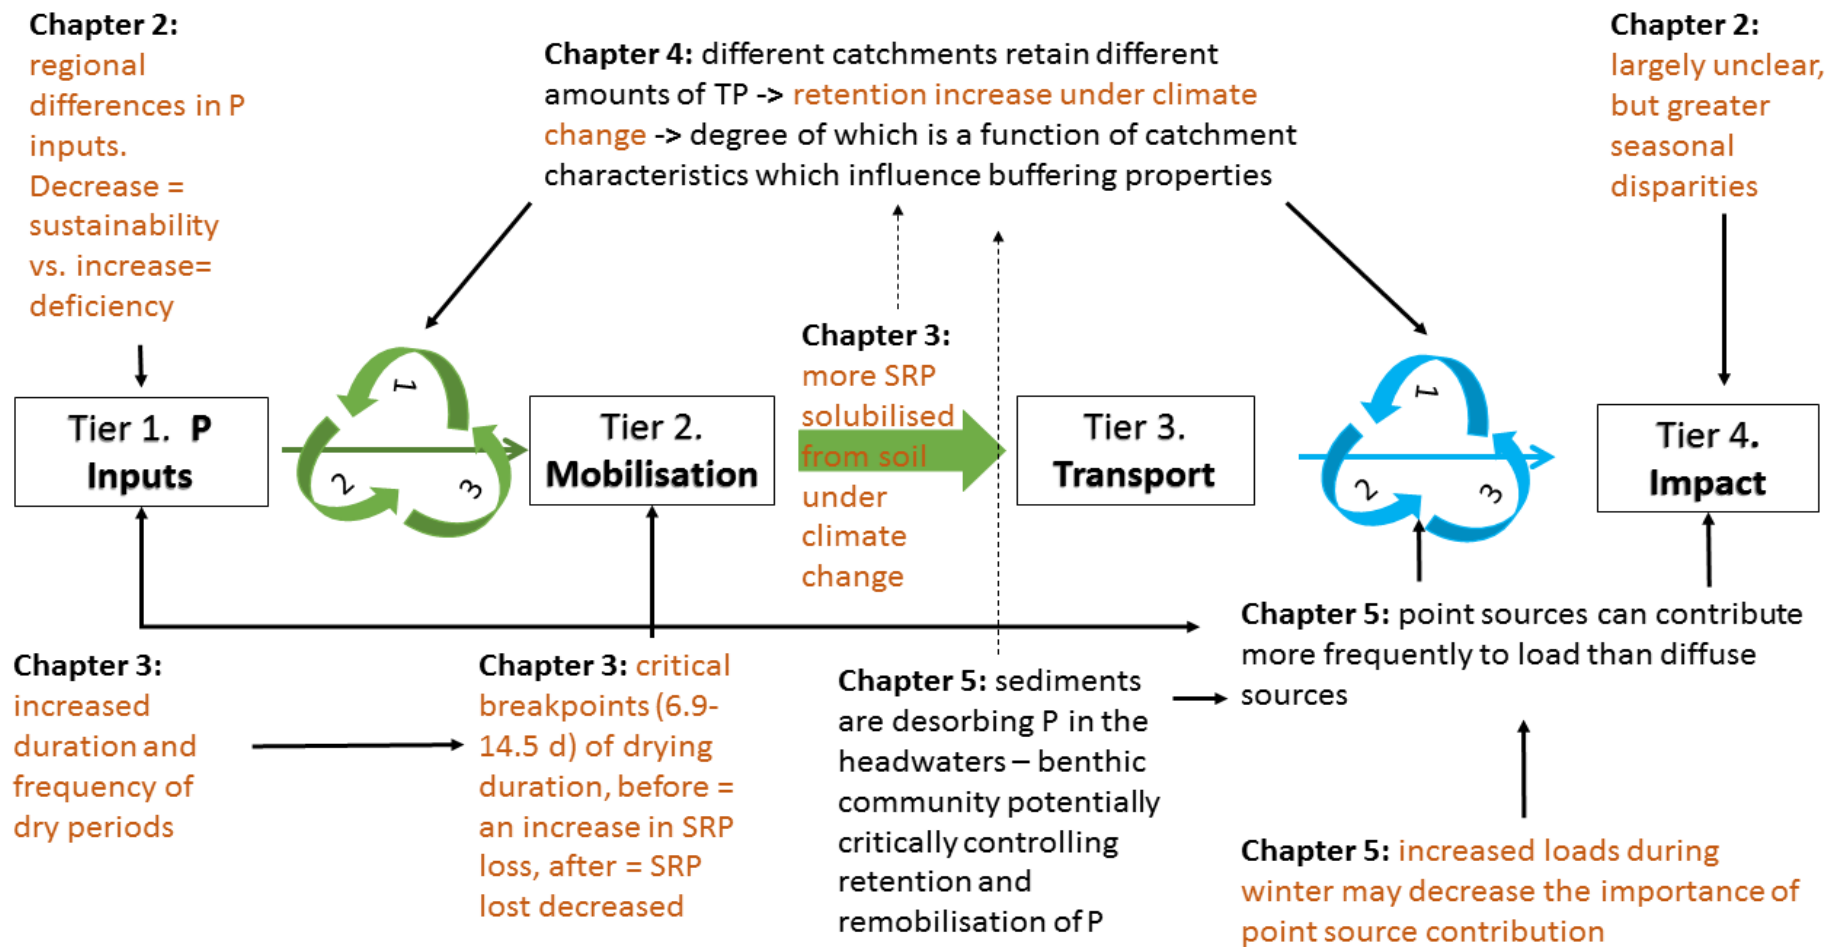 Chapter 2:
regional
differences in P
inputs.
Decrease =
sustainability
vs. increase=
deficiency
Chapter 4: different catchments retain different
amounts of TP -> retention increase under climate
change -> degree of which is a function of catchment
characteristics which influence buffering properties
Chapter 2:
largely unclear,
but greater
seasonal
disparities
Tier 1. P
Inputs
1
2
3
Tier 2.
Mobilisation
Chapter 3:
more SRP
solubilised
from soil
under
climate
change
Tier 3.
Transport
1
2
3
Tier 4.
Impact
Chapter 3:
increased
duration and
frequency of
dry periods
Chapter 3: critical
breakpoints (6.9-
14.5 d) of drying
duration, before =
an increase in SRP
loss, after = SRP
lost decreased
Chapter 5: sediments
are desorbing P in the
headwaters – benthic
community potentially
critically controlling
retention and
remobilisation of P
Chapter 5: point sources can contribute
more frequently to load than diffuse
sources
Chapter 5: increased loads during
winter may decrease the importance of
point source contribution